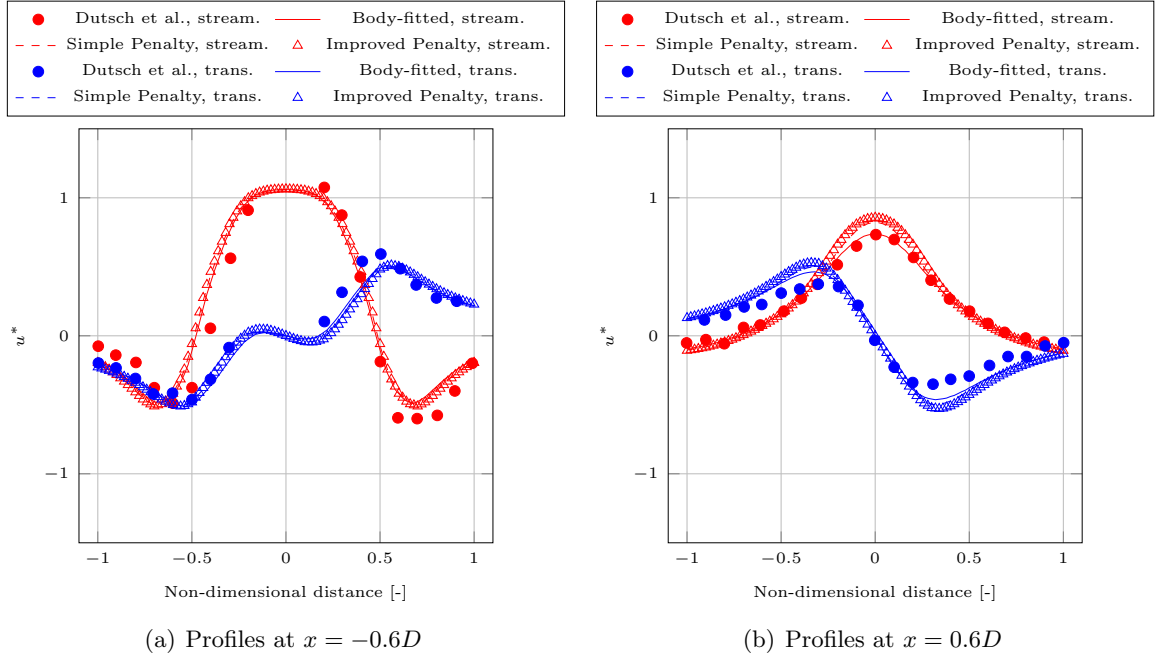 Dutsch et al., stream. Body-fitted, stream.
Simple Penalty, stream. Improved Penalty, stream.
Dutsch et al., trans. Body-fitted, trans.
Simple Penalty, trans. Improved Penalty, trans.
1
0
−1
u*
−1 −0.5 0 0.5 1
Non-dimensional distance [-]
(a) Profiles at x = −0.6D
Dutsch et al., stream. Body-fitted, stream.
Simple Penalty, stream. Improved Penalty, stream.
Dutsch et al., trans. Body-fitted, trans.
Simple Penalty, trans. Improved Penalty, trans.
1
0
−1
u*
−1 −0.5 0 0.5 1
Non-dimensional distance [-]
(b) Profiles at x = 0.6D